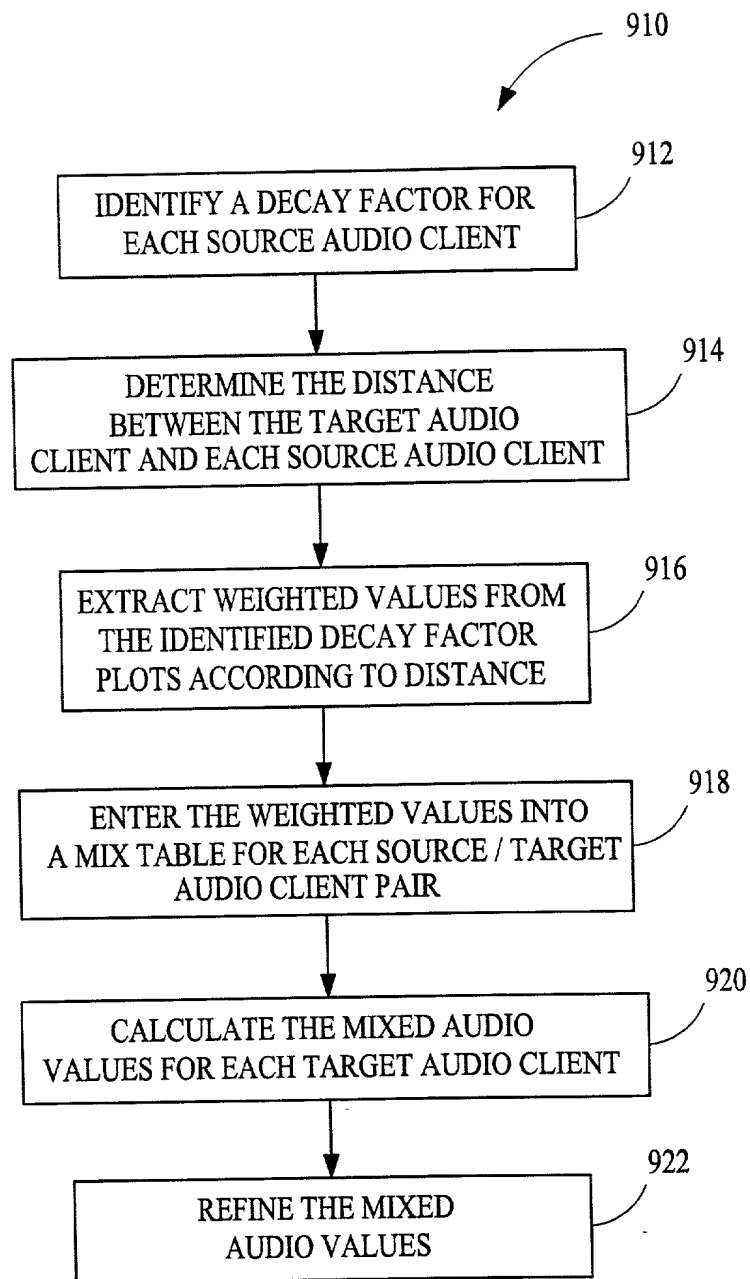 910
912
IDENTIFY A DECAY FACTOR FOR
EACH SOURCE AUDIO CLIENT
914
DETERMINE THE DISTANCE
BETWEEN THE TARGET AUDIO
CLIENT AND EACH SOURCE AUDIO CLIENT
916
EXTRACT WEIGHTED VALUES FROM
THE IDENTIFIED DECAY FACTOR
PLOTS ACCORDING TO DISTANCE
918
ENTER THE WEIGHTED VALUES INTO
A MIX TABLE FOR EACH SOURCE / TARGET
AUDIO CLIENT PAIR
920
CALCULATE THE MIXED AUDIO
VALUES FOR EACH TARGET AUDIO CLIENT
922
REFINE THE MIXED
AUDIO VALUES